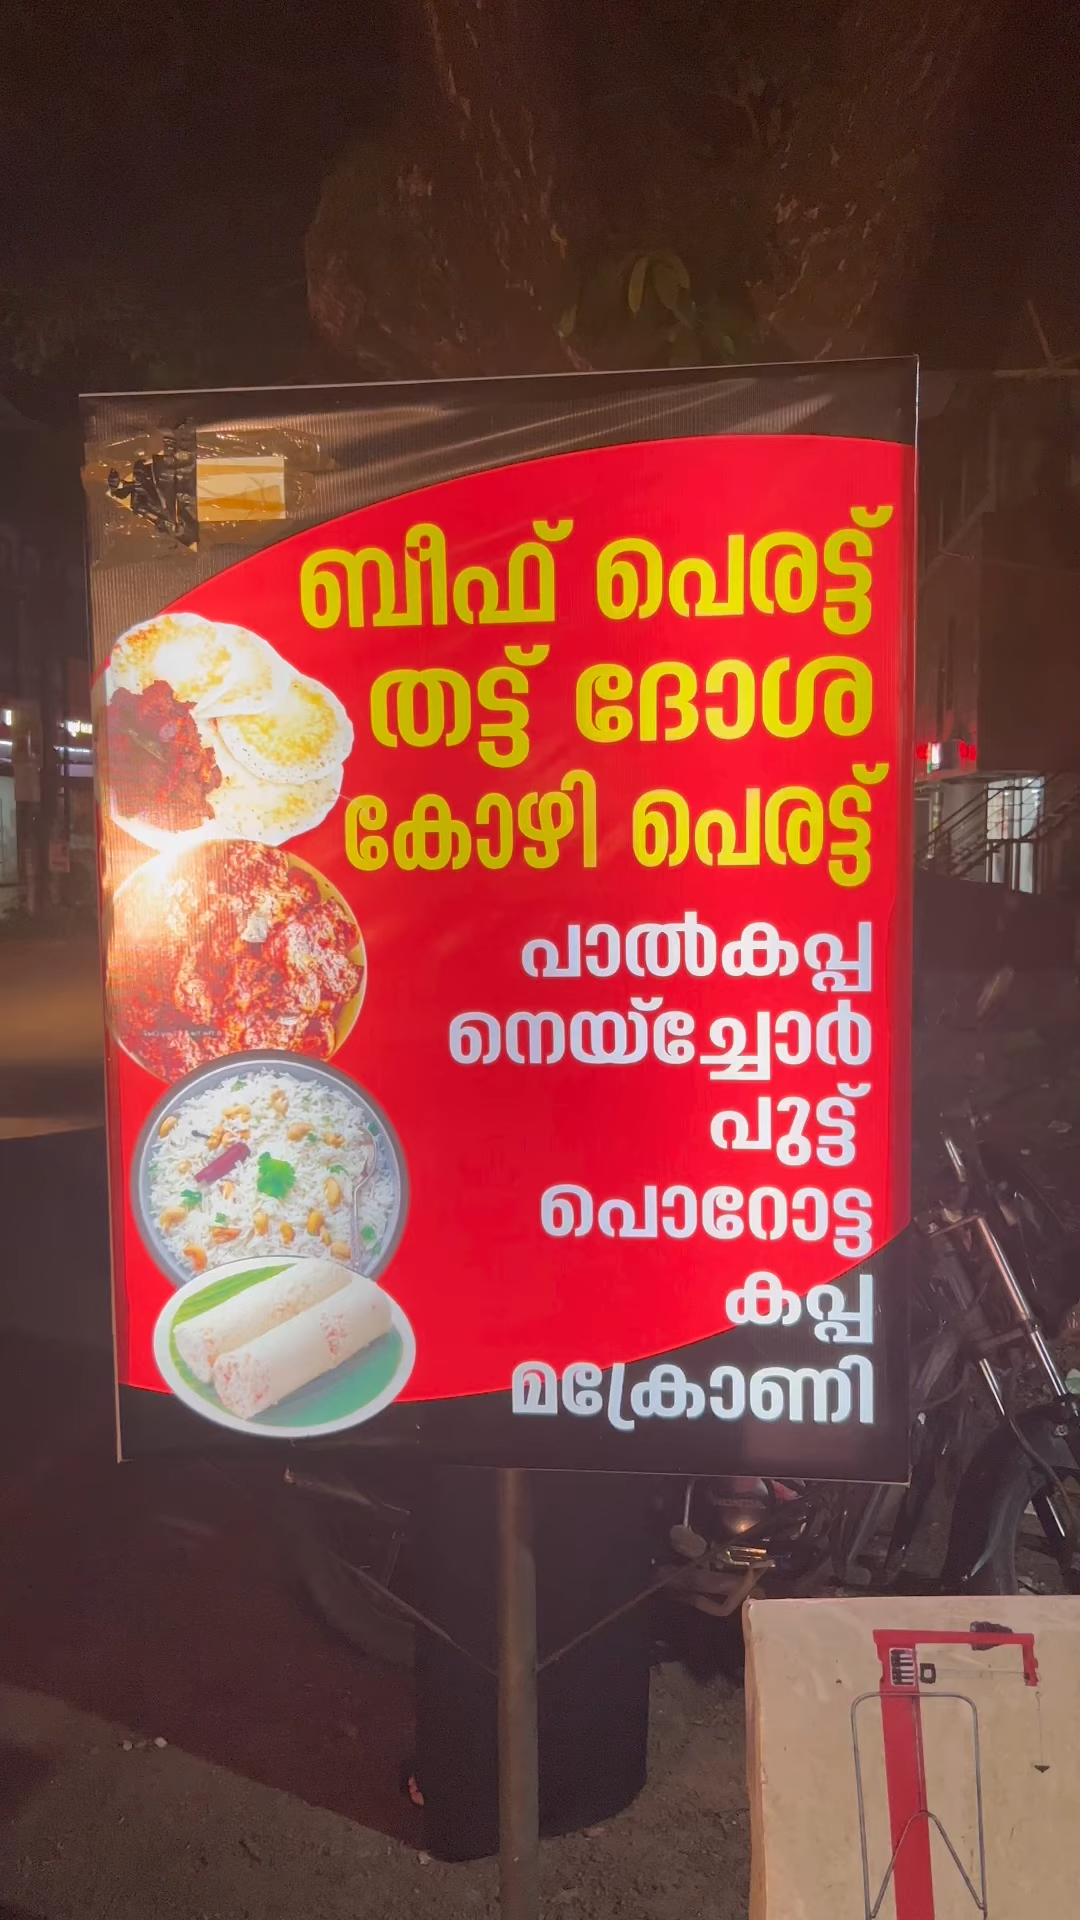 ബീഫ് പെരട്ട്
തട്ട് ദോശ
കോഴി പെരട്ട്
പാൽകപ്പ
നെയ്ച്ചോർ
പുട്ട്
പൊറോട്ട
കപ്പ
മക്രോണി